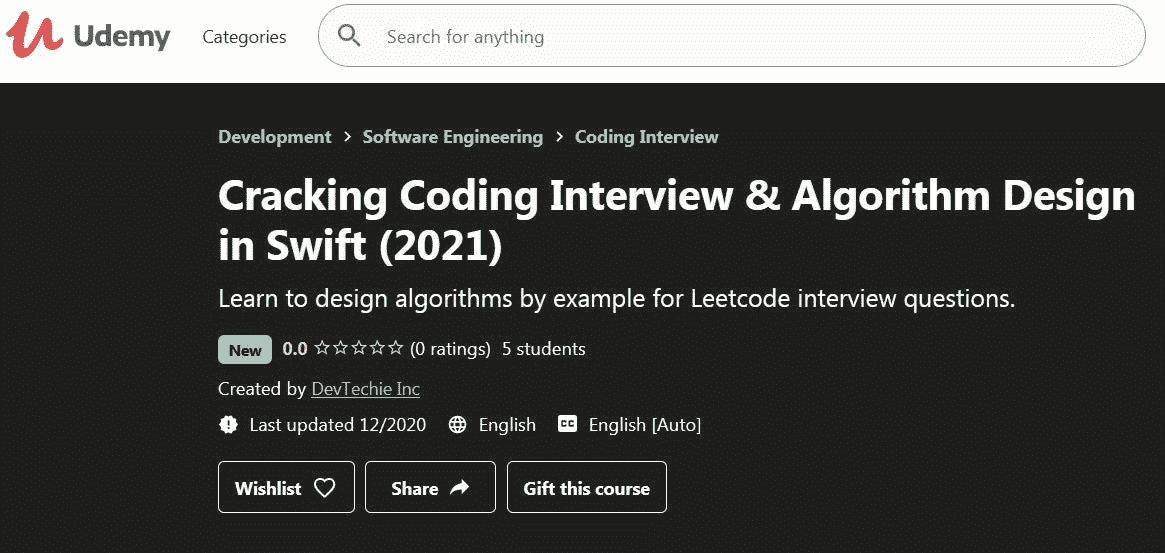 Udemy Categories Search for anything
Development > Software Engineering > Coding Interview
Cracking Coding Interview & Algorithm Design
in Swift (2021)
Learn to design algorithms by example for Leetcode interview questions.
New 0.0 ☆☆☆☆☆ (0 ratings) 5 students
Created by DevTechie Inc
Last updated 12/2020 English CC English [Auto]
Wishlist Share Gift this course